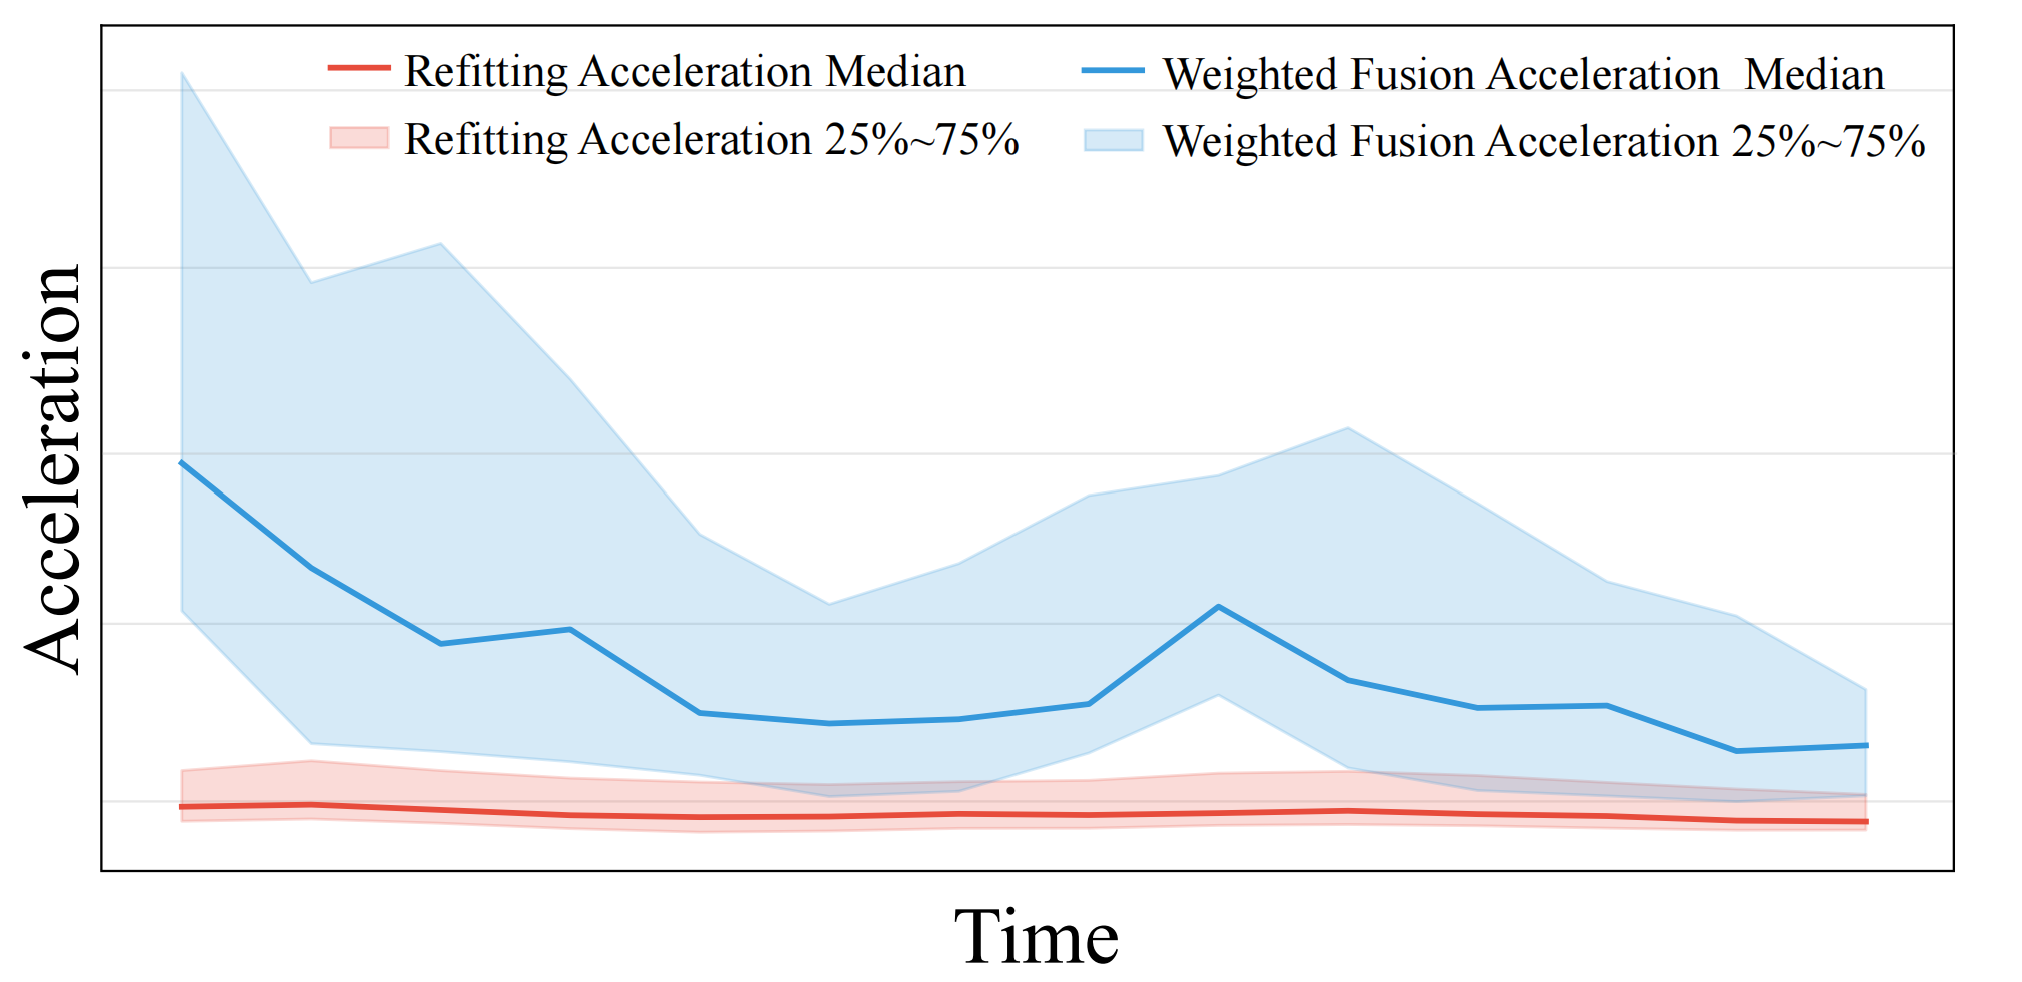 Refitting Acceleration Median
Weighted Fusion Acceleration  Median
Refitting Acceleration 25%~75%
Weighted Fusion Acceleration 25%~75%
Acceleration
Time